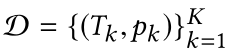 𝒟 = {(T_k, p_k)}_{k=1}^{K}